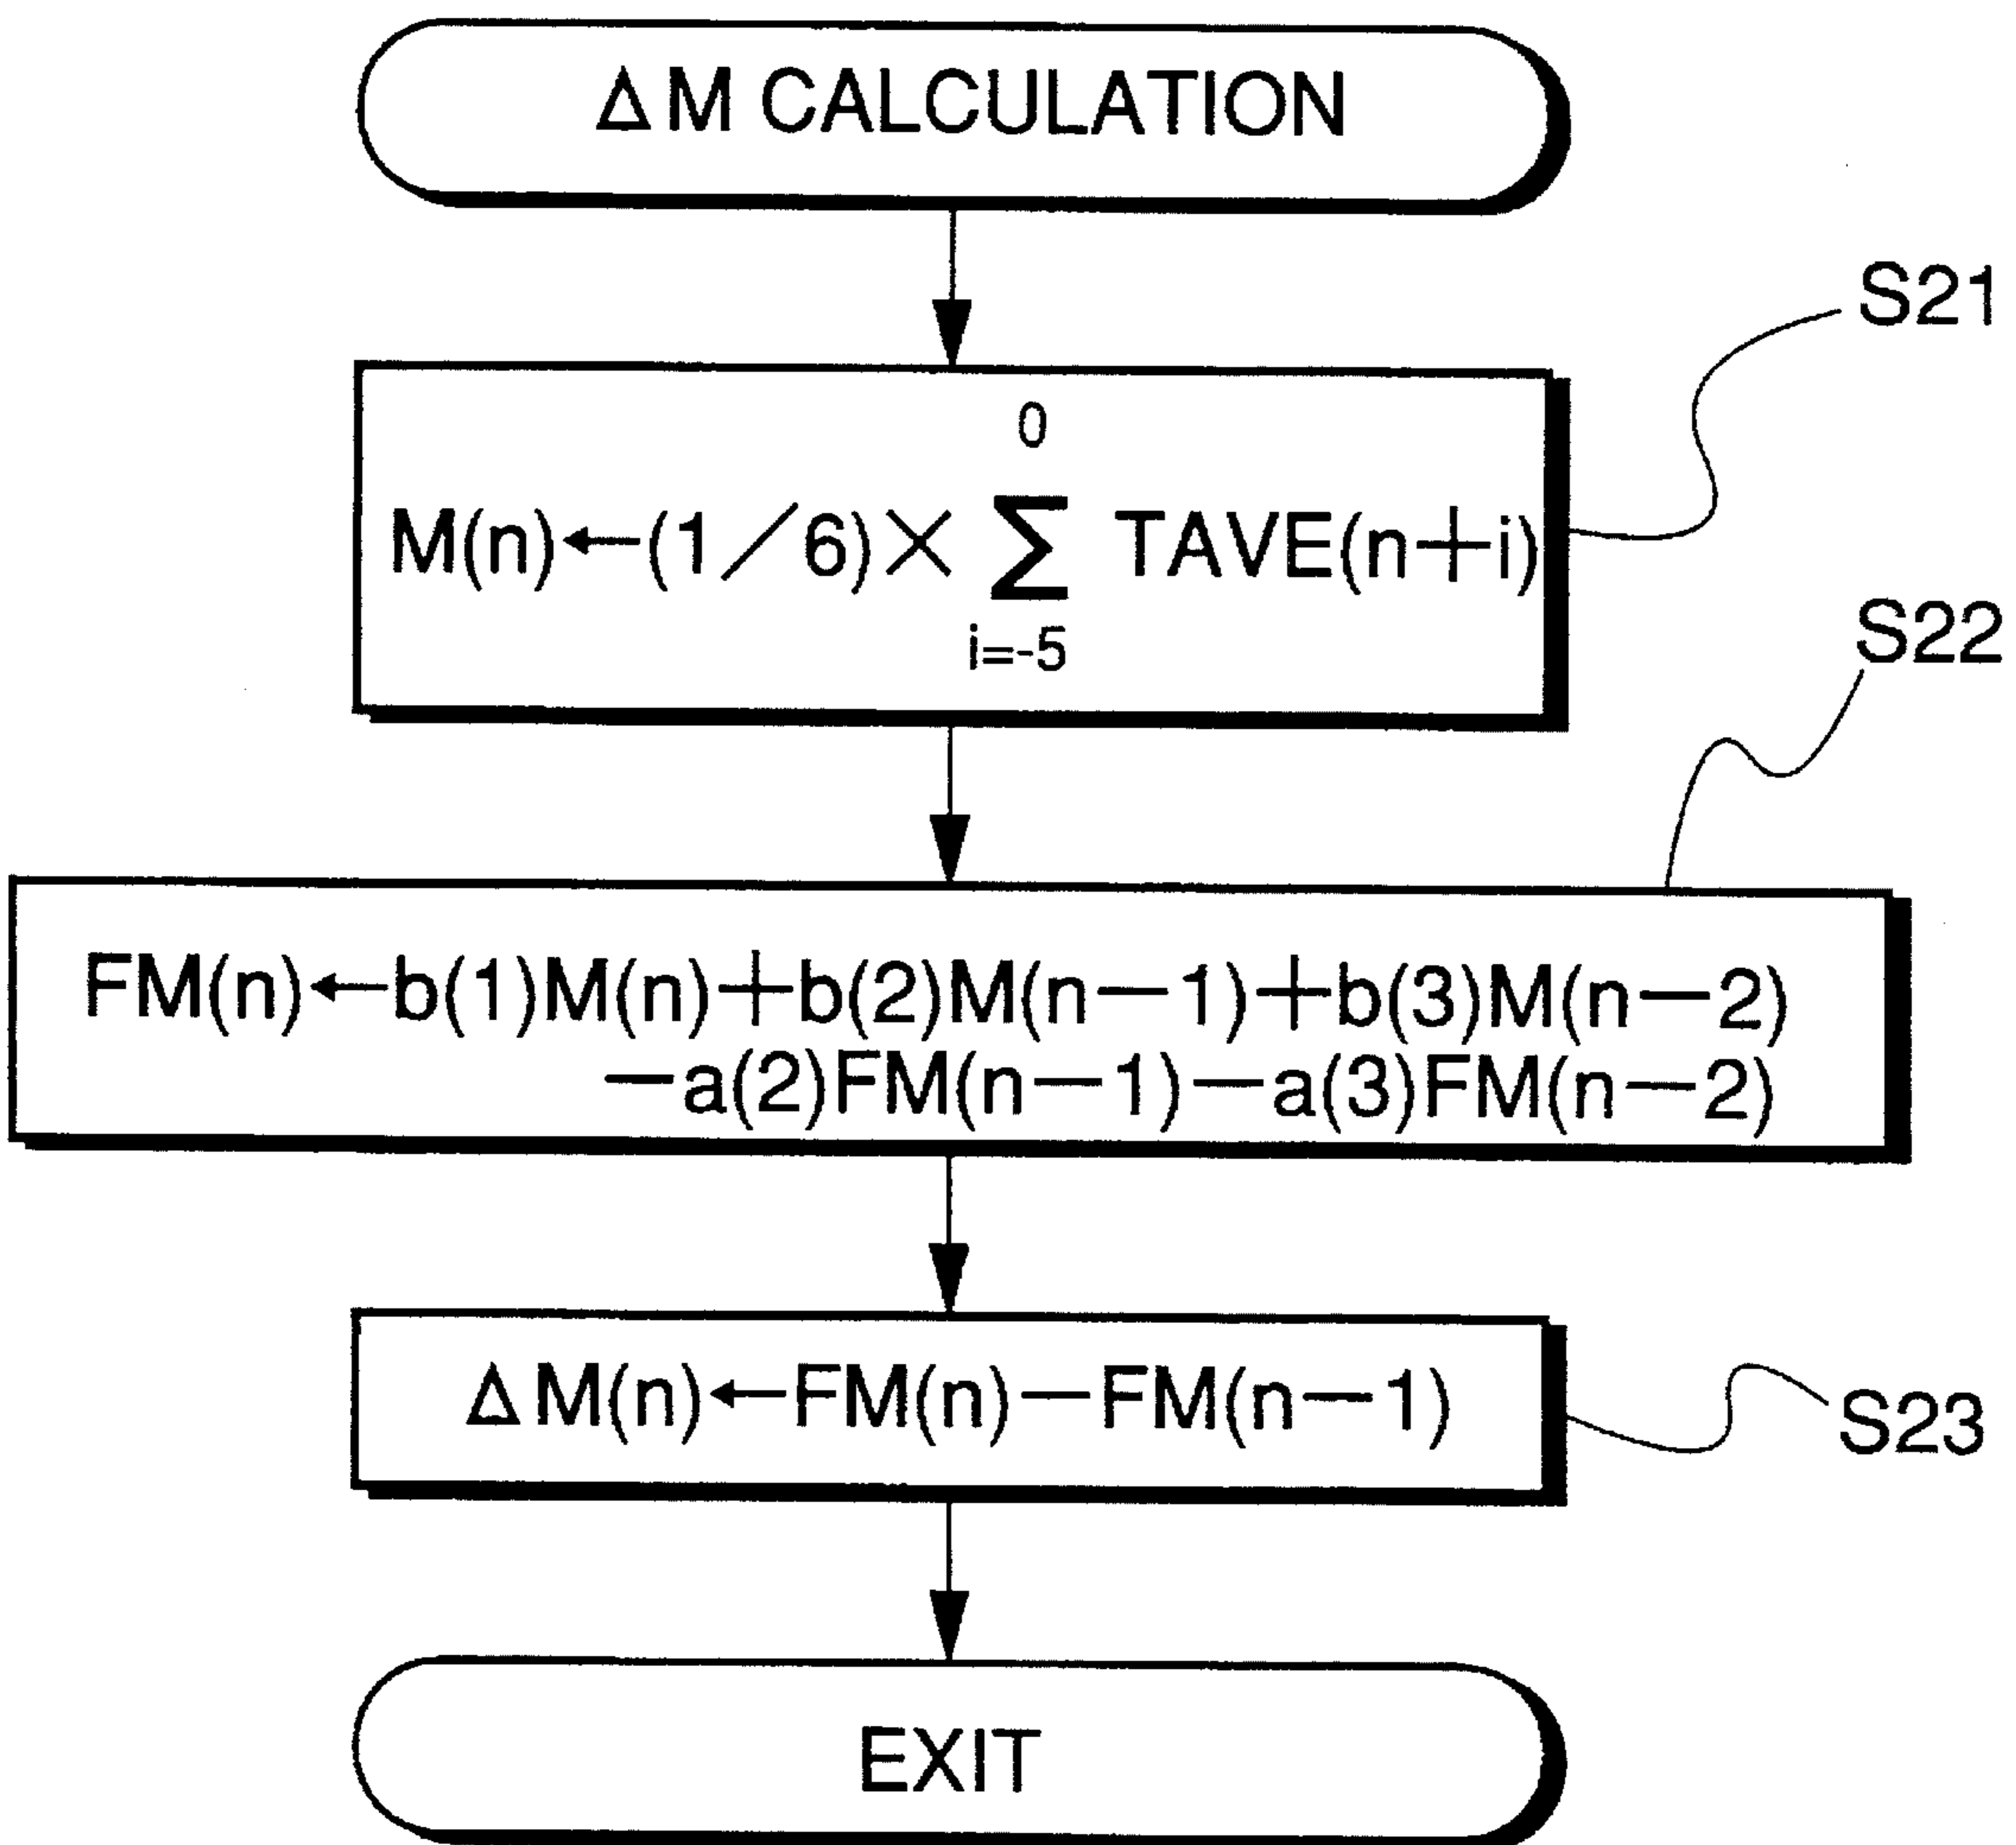 ΔM CALCULATION
S21
0
M(n)←(1/6)×Σ TAVE(n+i)
i=-5
S22
FM(n)←b(1)M(n)+b(2)M(n−1)+b(3)M(n−2)
−a(2)FM(n−1)−a(3)FM(n−2)
ΔM(n)←FM(n)−FM(n−1)
S23
EXIT